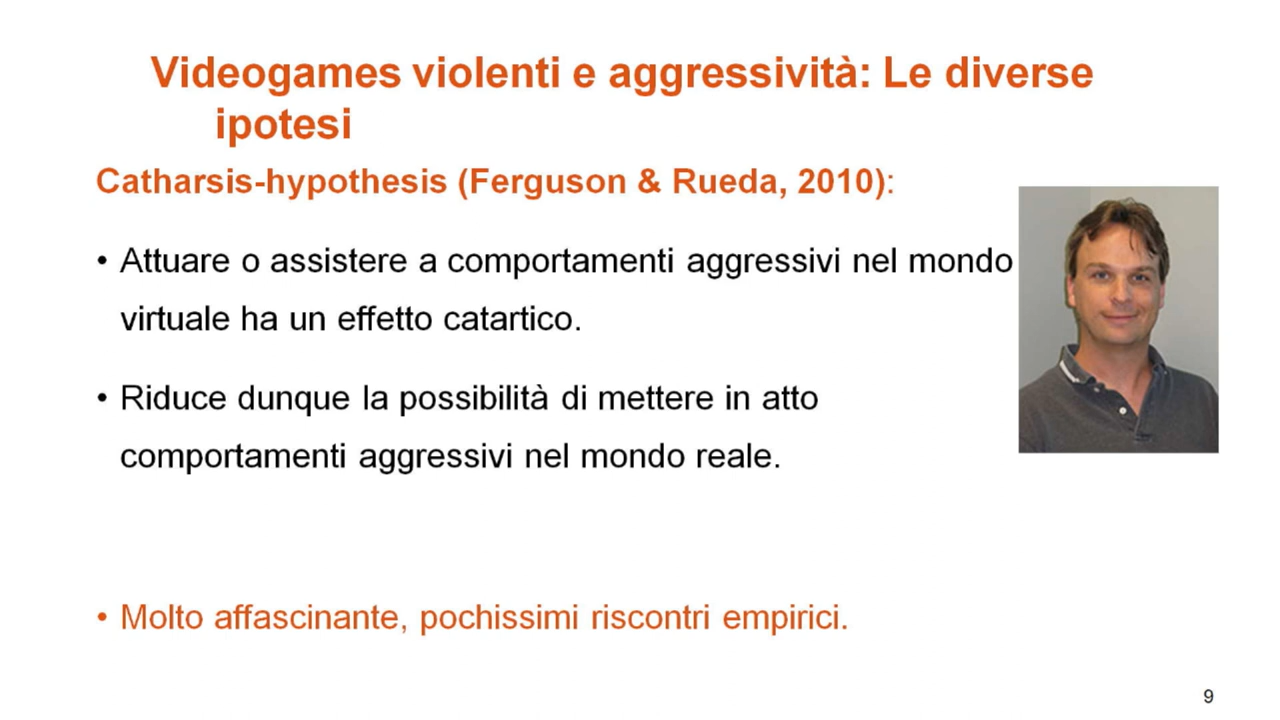 Videogames violenti e aggressività: Le diverse
ipotesi
Catharsis-hypothesis (Ferguson & Rueda, 2010):
• Attuare o assistere a comportamenti aggressivi nel mondo
virtuale ha un effetto catartico.
• Riduce dunque la possibilità di mettere in atto
comportamenti aggressivi nel mondo reale.
• Molto affascinante, pochissimi riscontri empirici.
9